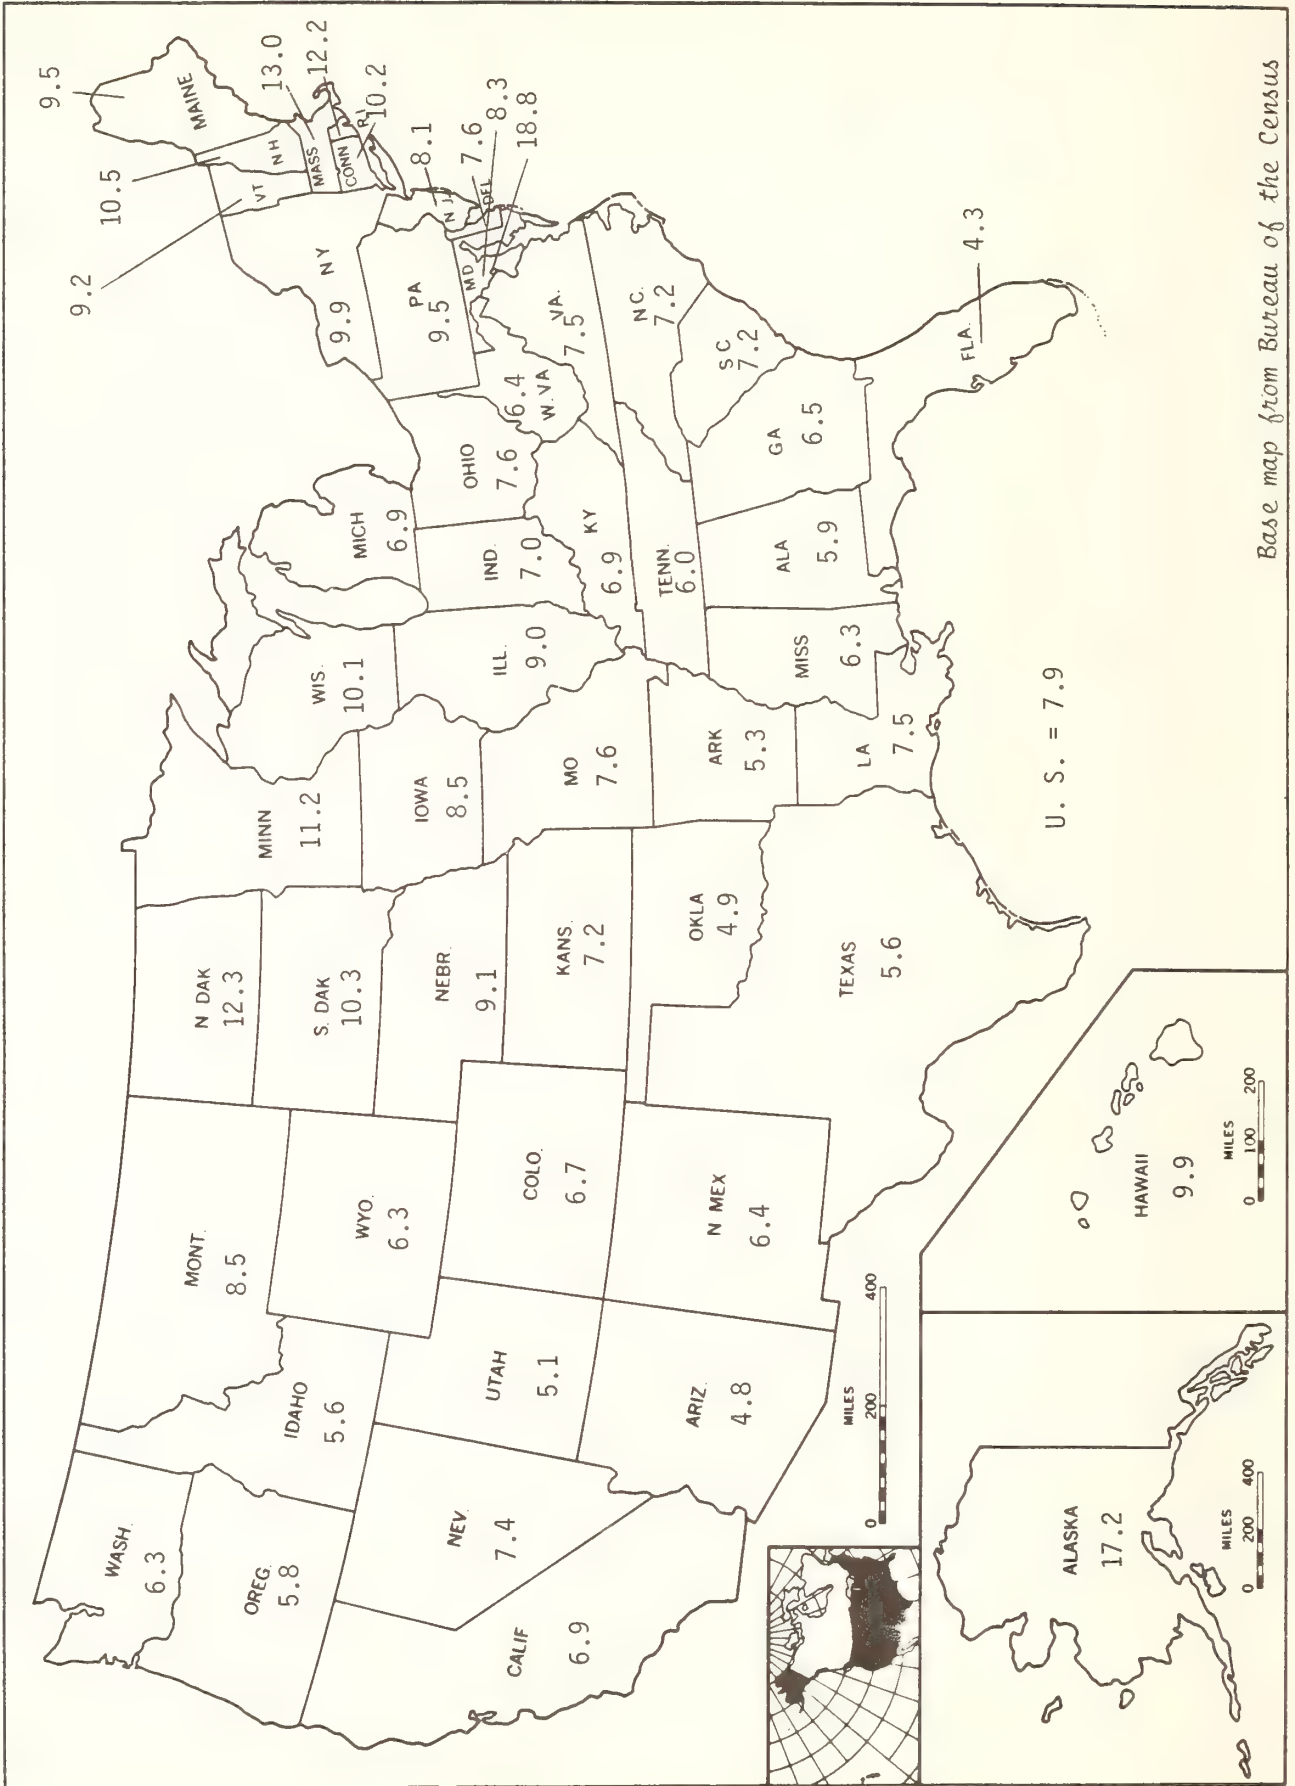 WASH.
6.3
OREG.
5.8
CALIF
6.9
NEV.
7.4
IDAHO
5.6
MONT.
8.5
WYO.
6.3
UTAH
5.1
COLO.
6.7
ARIZ.
4.8
N MEX
6.4
N DAK
12.3
S. DAK
10.3
NEBR.
9.1
KANS.
7.2
OKLA
4.9
TEXAS
5.6
MINN
11.2
IOWA
8.5
MO
7.6
ARK
5.3
LA
7.5
WIS.
10.1
ILL.
9.0
MICH
6.9
IND.
7.0
OHIO
7.6
KY
6.9
TENN.
6.0
MISS
6.3
ALA
5.9
GA
6.5
FLA.
4.3
S C
7.2
N C.
7.2
VA.
7.5
6.4
W. VA
PA
9.5
NY
9.9
9.2
VT
10.5
N H
9.5
MAINE
13.0
MASS
12.2
R I
10.2
CONN
8.1
N J
7.6
DEL
8.3
MD
18.8
U. S. = 7.9
MILES
0 200 400
ALASKA
17.2
MILES
0 200 400
HAWAII
9.9
MILES
0 100 200
Base map from Bureau of the Census